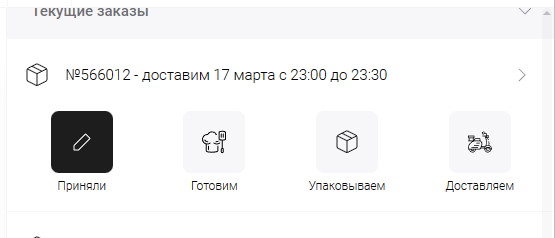 Текущие заказы
№566012 - доставим 17 марта с 23:00 до 23:30
Приняли Готовим Упаковываем Доставляем